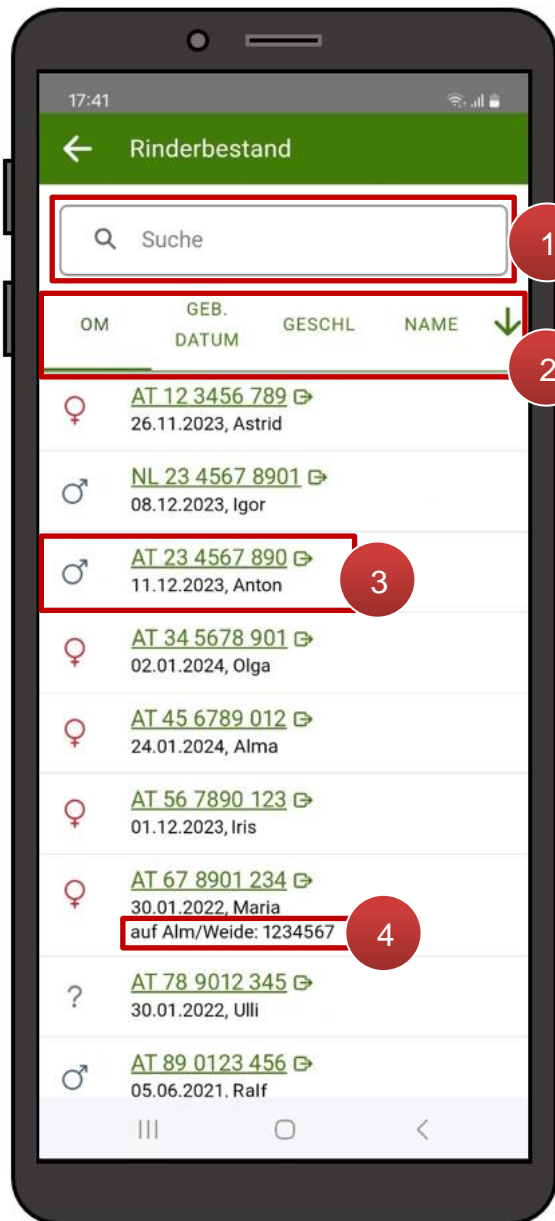 17:41
Rinderbestand
Suche
1
OM
GEB.
DATUM
GESCHL
NAME
2
AT 12 3456 789
26.11.2023, Astrid
NL 23 4567 8901
08.12.2023, Igor
AT 23 4567 890
11.12.2023, Anton
3
AT 34 5678 901
02.01.2024, Olga
AT 45 6789 012
24.01.2024, Alma
AT 56 7890 123
01.12.2023, Iris
AT 67 8901 234
30.01.2022, Maria
auf Alm/Weide: 1234567
4
?
AT 78 9012 345
30.01.2022, Ulli
AT 89 0123 456
05.06.2021, Ralf